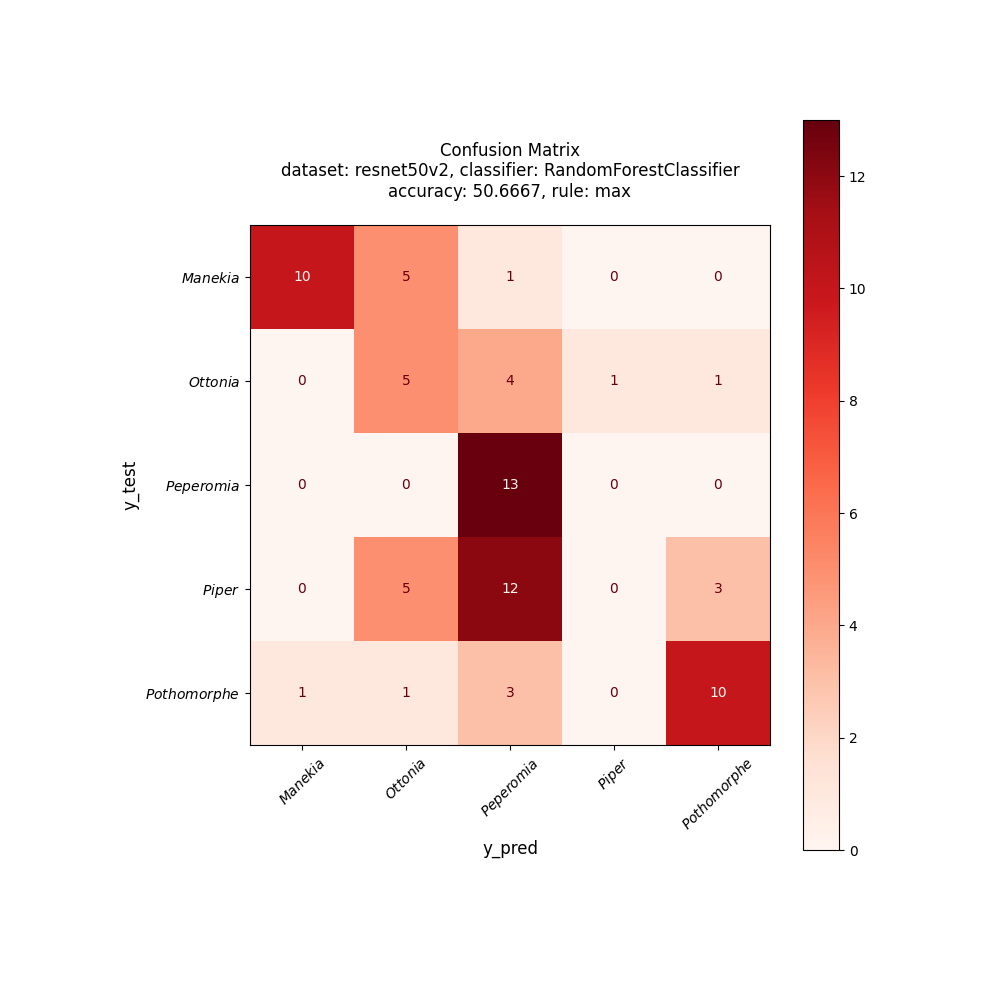 Confusion Matrix
dataset: resnet50v2, classifier: RandomForestClassifier
accuracy: 50.6667, rule: max
y_test
Manekia 10 5 1 0 0
Ottonia 0 5 4 1 1
Peperomia 0 0 13 0 0
Piper 0 5 12 0 3
Pothomorphe 1 1 3 0 10
Manekia Ottonia Peperomia Piper Pothomorphe
y_pred
12
10
8
6
4
2
0